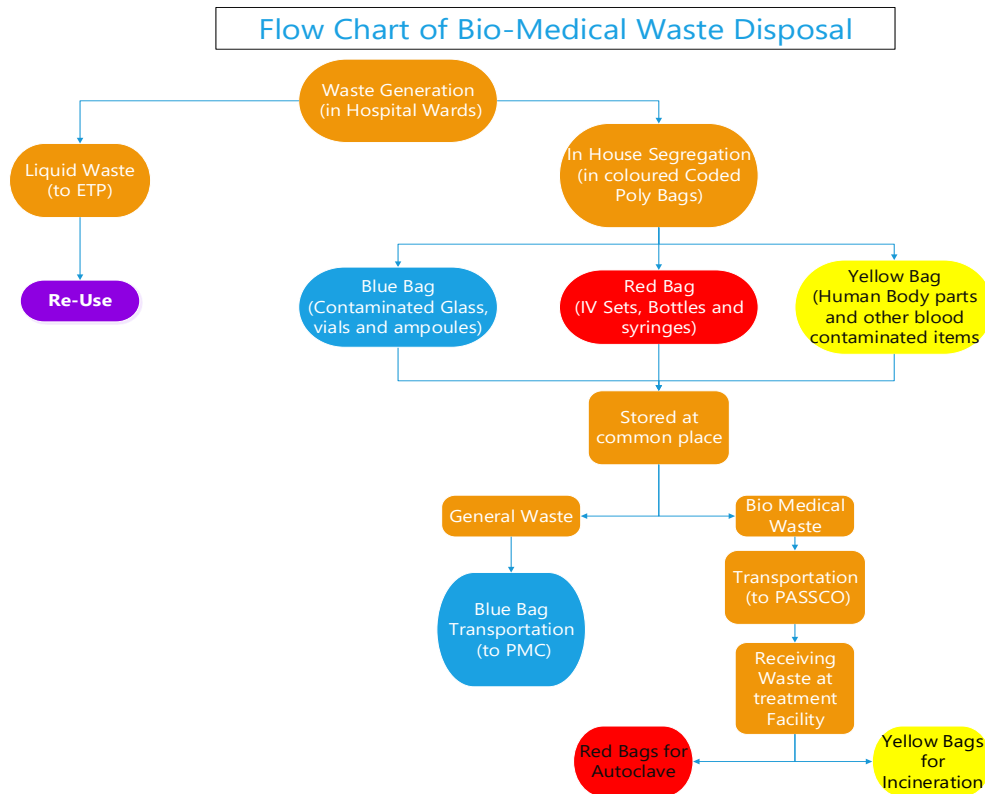 Flow Chart of Bio-Medical Waste Disposal
Waste Generation
(in Hospital Wards)
Liquid Waste
(to ETP)
In House Segregation
(in coloured Coded
Poly Bags)
Re-Use
Blue Bag
(Contaminated Glass,
vials and ampoules)
Red Bag
(IV Sets, Bottles and
syringes)
Yellow Bag
(Human Body parts
and other blood
contaminated items
Stored at
common place
General Waste
Bio Medical
Waste
Blue Bag
Transportation
(to PMC)
Transportation
(to PASSCO)
Receiving
Waste at
treatment
Facility
Red Bags for
Autoclave
Yellow Bags
for
Incineration